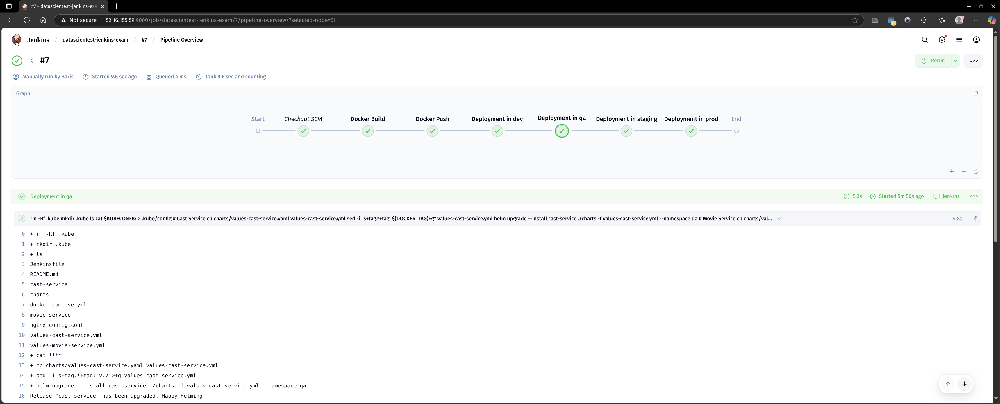 #7 - datascientest-jenkins-exa
Not secure 52.16.155.59:9000/job/datascientest-jenkins-exam/7/pipeline-overview/?selected-node=51
Jenkins / datascientest-jenkins-exam / #7 / Pipeline Overview
#7
Rerun
Manually run by Baris Started 9.6 sec ago Queued 4 ms Took 9.6 sec and counting
Graph
Start Checkout SCM Docker Build Docker Push Deployment in dev Deployment in qa Deployment in staging Deployment in prod End
Deployment in qa 5.3s Started 5m 50s ago Jenkins
rm -Rf .kube mkdir .kube ls cat $KUBECONFIG > .kube/config # Cast Service cp charts/values-cast-service.yaml values-cast-service.yml sed -i "s+tag.*+tag: ${DOCKER_TAG}+g" values-cast-service.yml helm upgrade --install cast-service ./charts -f values-cast-service.yml --namespace qa # Movie Service cp charts/val... 4.8s
0 + rm -Rf .kube
1 + mkdir .kube
2 + ls
3 Jenkinsfile
4 README.md
5 cast-service
6 charts
7 docker-compose.yml
8 movie-service
9 nginx_config.conf
10 values-cast-service.yml
11 values-movie-service.yml
12 + cat ****
13 + cp charts/values-cast-service.yaml values-cast-service.yml
14 + sed -i s+tag.*+tag: v.7.0+g values-cast-service.yml
15 + helm upgrade --install cast-service ./charts -f values-cast-service.yml --namespace qa
16 Release "cast-service" has been upgraded. Happy Helming!